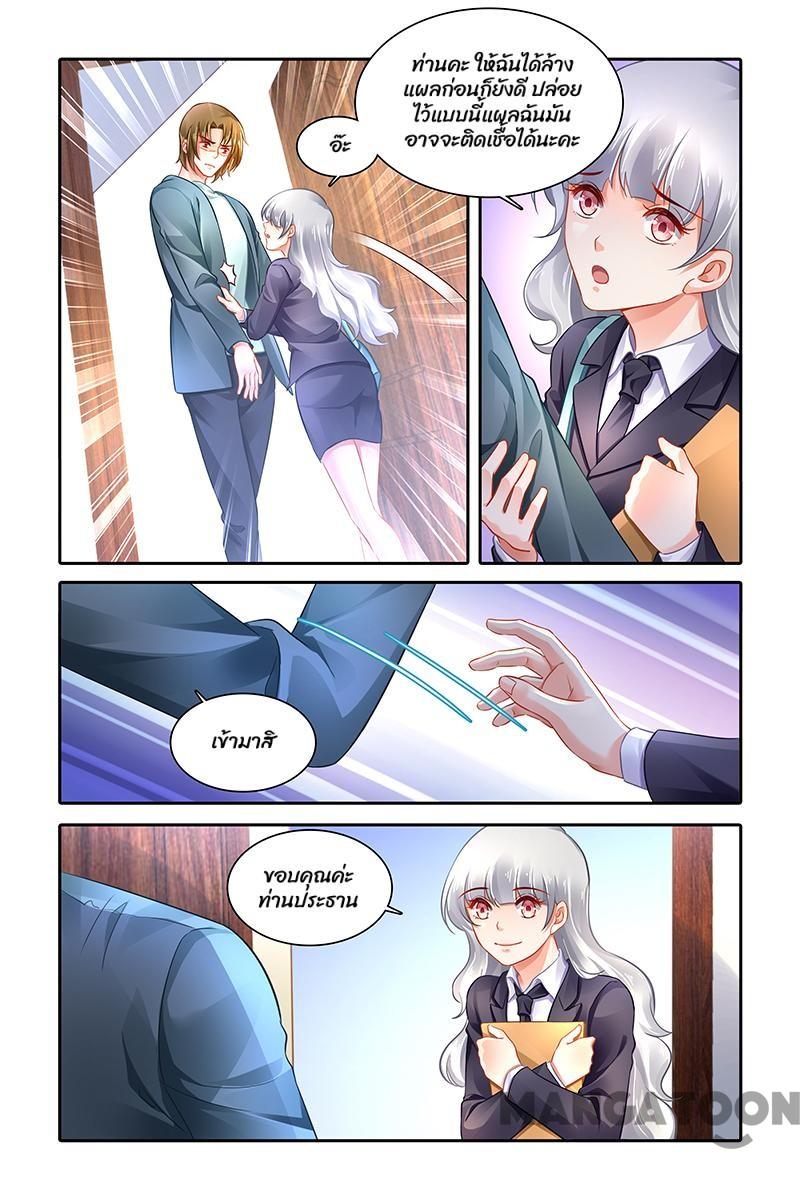 ท่านคะ ให้ฉันได้ล้าง
แผลก่อนก็ยังดี ปล่อย
ไว้แบบนี้แผลฉันมัน
อาจจะติดเชื้อได้นะคะ
อ๊ะ
เข้ามาสิ
ขอบคุณค่ะ
ท่านประธาน
MANGATOON